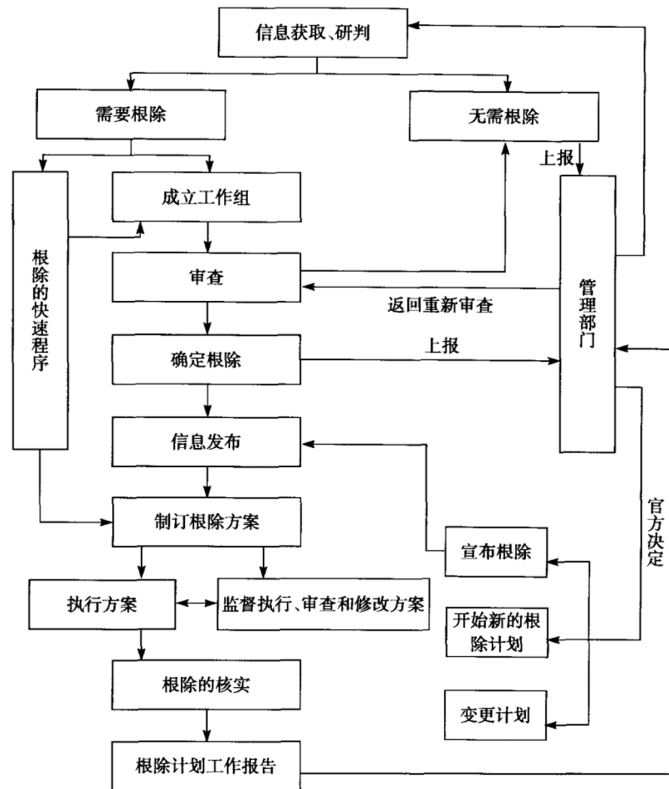 信息获取、研判
需要根除
无需根除
上报
成立工作组
根除的快速程序
审查
管理部门
返回重新审查
确定根除
上报
信息发布
制订根除方案
官方决定
宣布根除
执行方案
监督执行、审查和修改方案
开始新的根
除计划
根除的核实
变更计划
根除计划工作报告